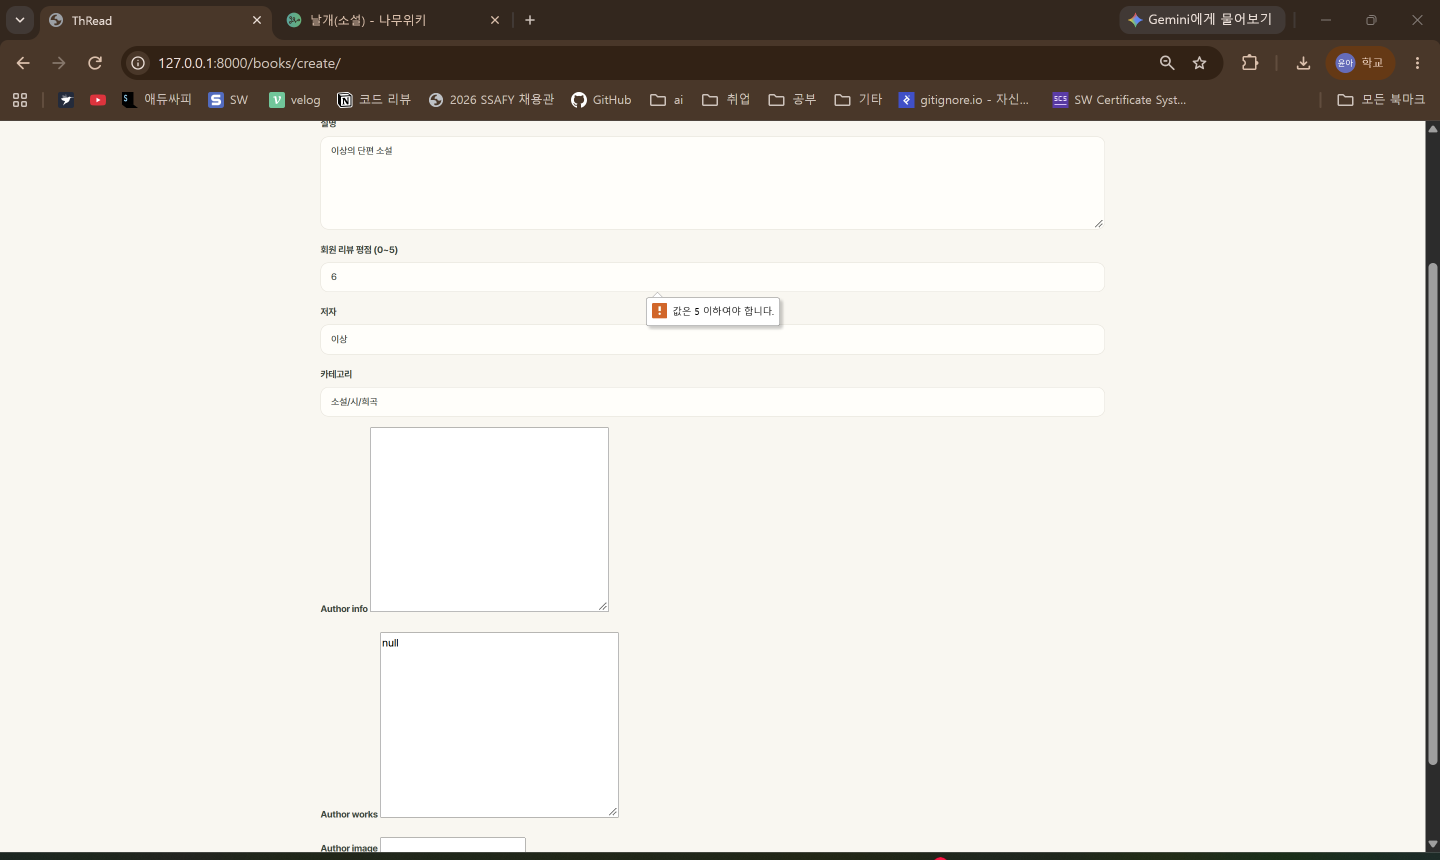 ThRead
날개(소설) - 나무위키
Gemini에게 물어보기
127.0.0.1:8000/books/create/
윤아 학교
애듀싸피
SW
velog
코드 리뷰
2026 SSAFY 채용관
GitHub
ai
취업
공부
기타
gitignore.io - 자신...
SCS SW Certificate Syst...
모든 북마크
설명
이상의 단편 소설
회원 리뷰 평점 (0~5)
6
값은 5 이하여야 합니다.
저자
이상
카테고리
소설/시/희곡
Author info
null
Author works
Author image